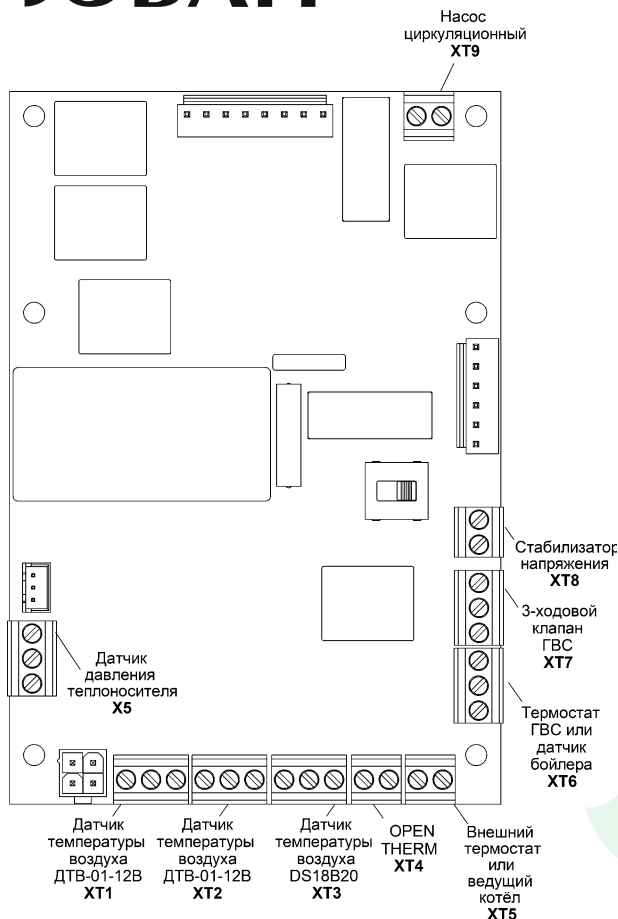 Насос
циркуляционный
XT9
Стабилизатор
напряжения
XT8
3-ходовой
клапан
ГВС
XT7
Датчик
давления
теплоносителя
X5
Термостат
ГВС или
датчик
бойлера
XT6
Датчик
температуры
воздуха
ДТВ-01-12В
XT1
Датчик
температуры
воздуха
ДТВ-01-12В
XT2
Датчик
температуры
воздуха
DS18B20
XT3
OPEN
THERM
XT4
Внешний
термостат
или
ведущий
котёл
XT5